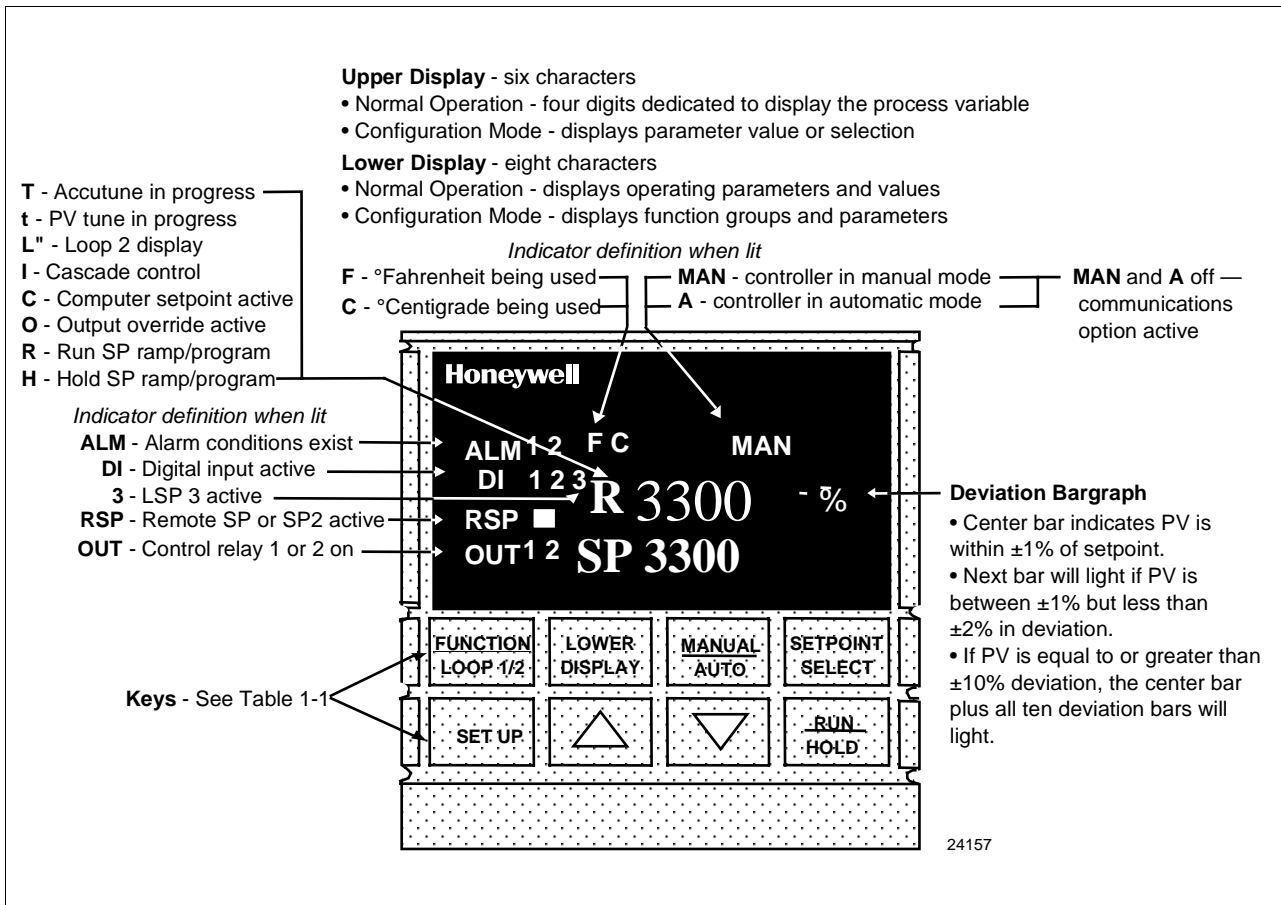 Upper Display - six characters
• Normal Operation - four digits dedicated to display the process variable
• Configuration Mode - displays parameter value or selection
Lower Display - eight characters
• Normal Operation - displays operating parameters and values
• Configuration Mode - displays function groups and parameters
T - Accutune in progress
t - PV tune in progress
L" - Loop 2 display
I - Cascade control
C - Computer setpoint active
O - Output override active
R - Run SP ramp/program
H - Hold SP ramp/program
Indicator definition when lit
F - °Fahrenheit being used
C - °Centigrade being used
MAN - controller in manual mode
A - controller in automatic mode
MAN and A off —
communications
option active
Indicator definition when lit
ALM - Alarm conditions exist
DI - Digital input active
3 - LSP 3 active
RSP - Remote SP or SP2 active
OUT - Control relay 1 or 2 on
Honeywell
ALM 1 2 F C MAN
DI 1 2 3 R 3300 - %
RSP
OUT 1 2 SP 3300
Deviation Bargraph
• Center bar indicates PV is
within ±1% of setpoint.
• Next bar will light if PV is
between ±1% but less than
±2% in deviation.
• If PV is equal to or greater than
±10% deviation, the center bar
plus all ten deviation bars will
light.
Keys - See Table 1-1
FUNCTION
LOOP 1/2
LOWER
DISPLAY
MANUAL
AUTO
SETPOINT
SELECT
SET UP
RUN
HOLD
24157